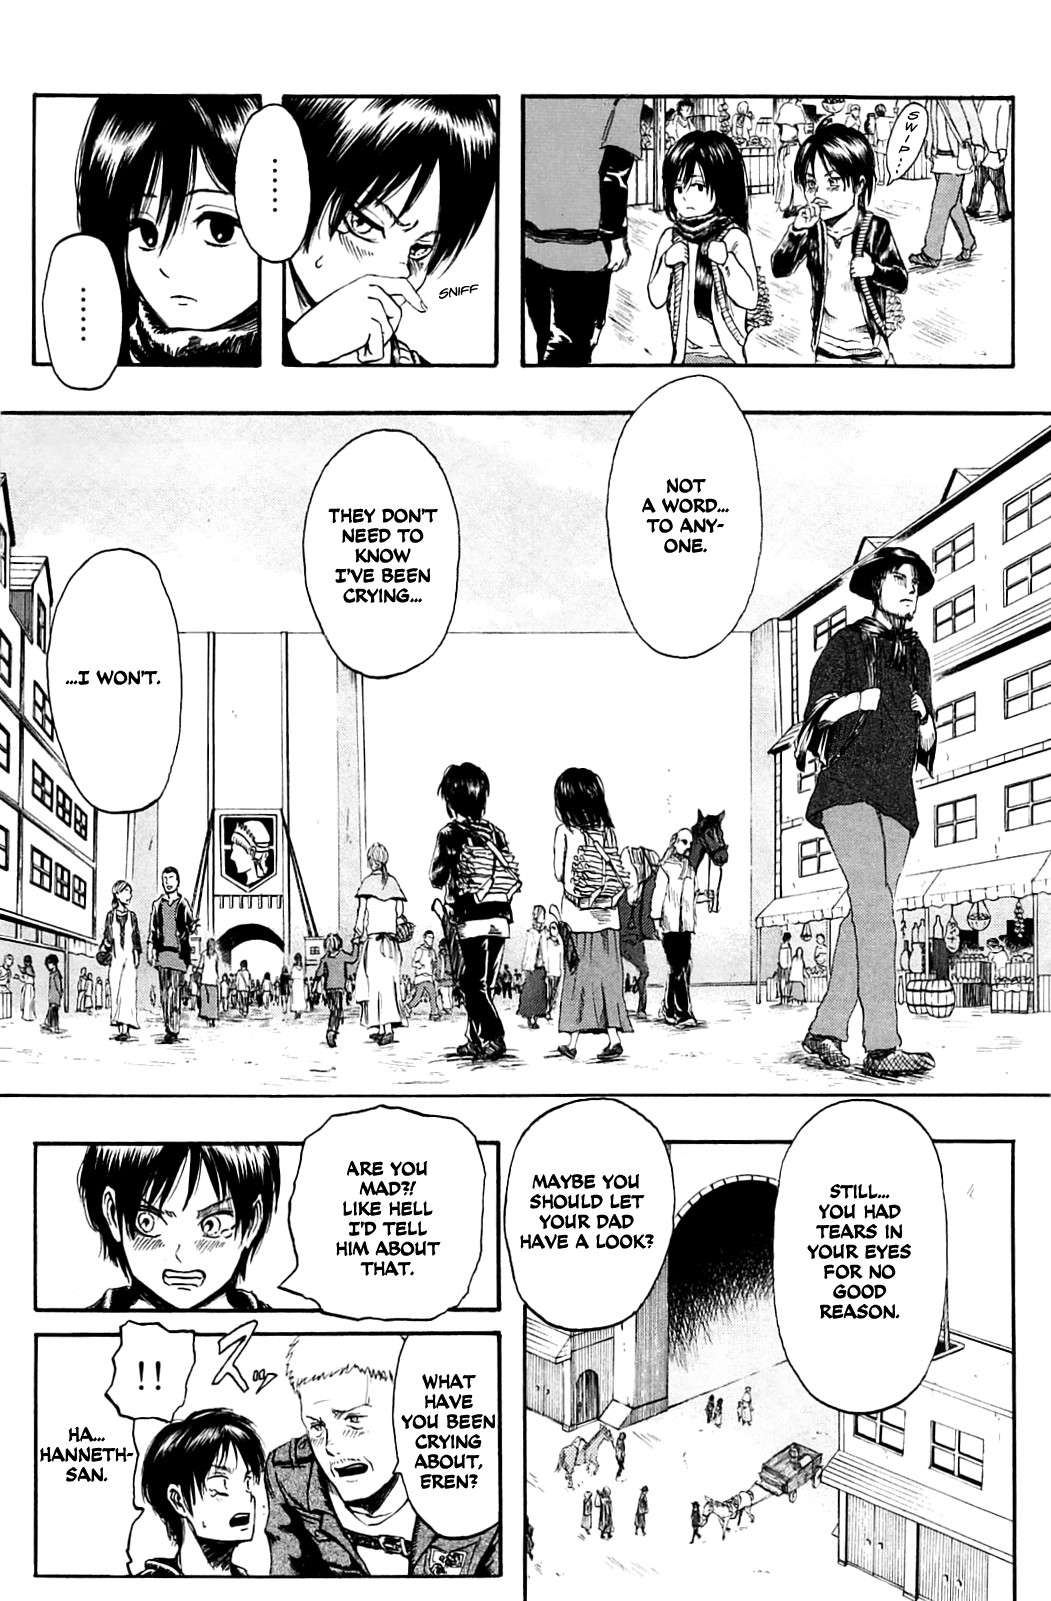 SWIP...
........
SNIFF
........
NOT
A WORD...
TO ANY-
ONE.
THEY DON'T
NEED TO
KNOW
I'VE BEEN
CRYING...
...I WON'T.
STILL...
YOU HAD
TEARS IN
YOUR EYES
FOR NO
GOOD
REASON.
MAYBE YOU
SHOULD LET
YOUR DAD
HAVE A LOOK?
ARE YOU
MAD?!
LIKE HELL
I'D TELL
HIM ABOUT
THAT.
WHAT
HAVE
YOU BEEN
CRYING
ABOUT,
EREN?
ズッ
!!
HA...
HANNETH-
SAN.